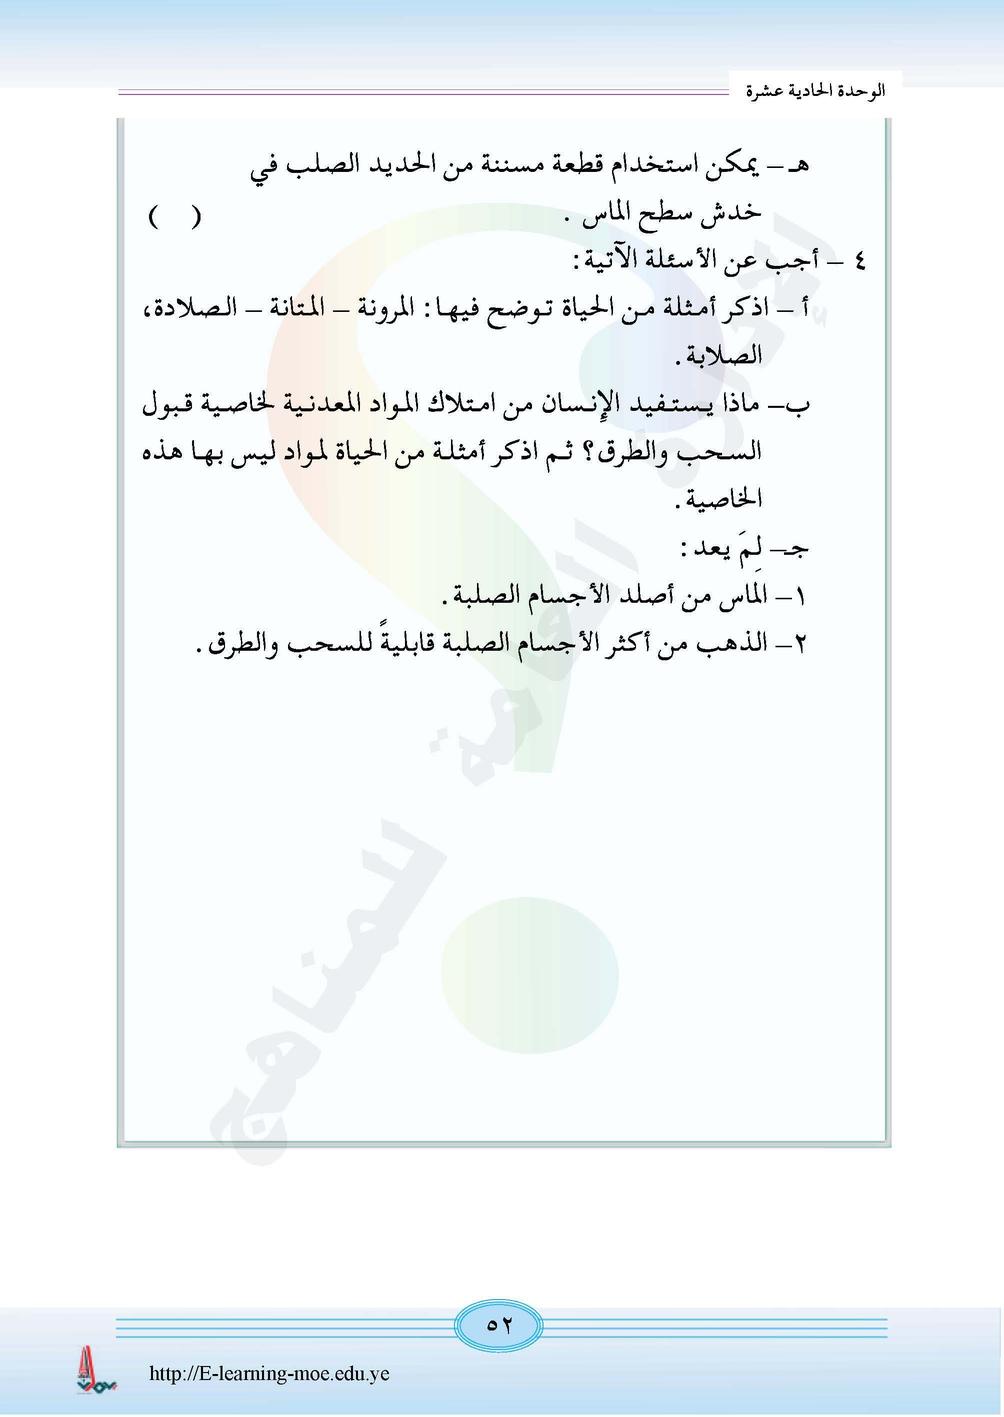 الوحدة الحادية عشرة
هـ – يمكن استخدام قطعة مسننة من الحديد الصلب في
خدش سطح الماس . ( )
٤ – أجب عن الأسئلة الآتية :
أ – اذكر أمثلة من الحياة توضح فيها : المرونة – المتانة – الصلادة،
الصلابة .
ب– ماذا يستفيد الإنسان من امتلاك المواد المعدنية لخاصية قبول
السحب والطرق ؟ ثم اذكر أمثلة من الحياة لمواد ليس بها هذه
الخاصية .
جـ– لِمَ يعد :
١– الماس من أصلد الأجسام الصلبة .
٢– الذهب من أكثر الأجسام الصلبة قابليةً للسحب والطرق .
الإدارة العامة للمناهج
٥٢
http://E-learning-moe.edu.ye